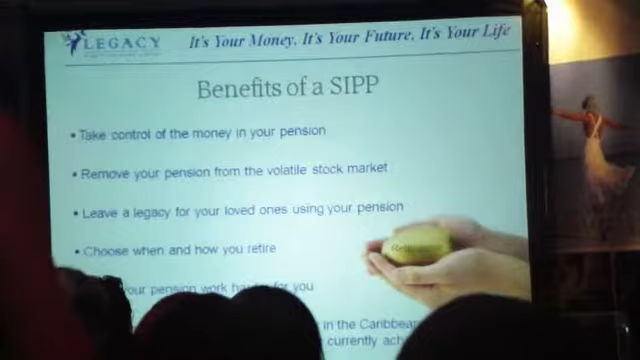 LEGACY
It's Your Money, It's Your Future, It's Your Life
Benefits of a SIPP
• Take control of the money in your pension
• Remove your pension from the volatile stock market
• Leave a legacy for your loved ones using your pension
• Choose when and how you retire
your pension work harder for you
in the Caribbean
currently